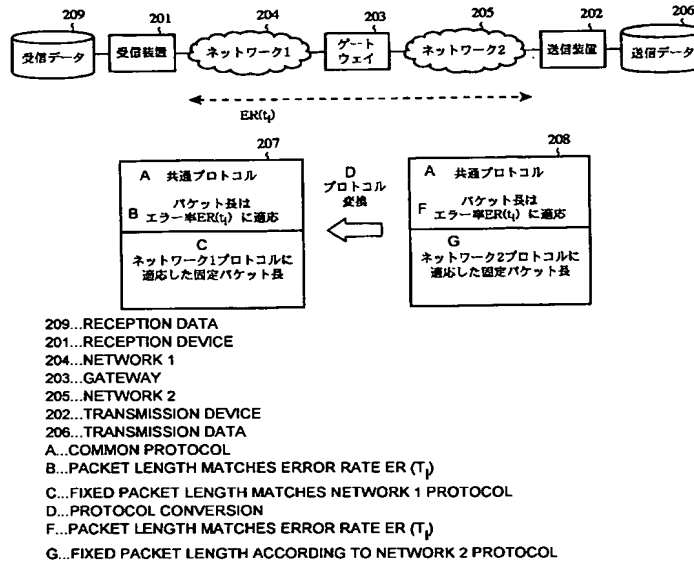 209
201
204
203
205
202
206
受信データ
受信装置
ネットワーク1
ゲート
ウェイ
ネットワーク2
送信装置
送信データ
ER(tᵢ)
207
A 共通プロトコル
パケット長は
B エラー率ER(tᵢ) に適応
C
ネットワーク1プロトコルに
適応した固定パケット長
D
プロトコル
変換
208
A 共通プロトコル
パケット長は
F エラー率ER(tᵢ) に適応
G
ネットワーク2プロトコルに
適応した固定パケット長
209...RECEPTION DATA
201...RECEPTION DEVICE
204...NETWORK 1
203...GATEWAY
205...NETWORK 2
202...TRANSMISSION DEVICE
206...TRANSMISSION DATA
A...COMMON PROTOCOL
B...PACKET LENGTH MATCHES ERROR RATE ER (Tᵢ)
C...FIXED PACKET LENGTH MATCHES NETWORK 1 PROTOCOL
D...PROTOCOL CONVERSION
F...PACKET LENGTH MATCHES ERROR RATE ER (Tᵢ)
G...FIXED PACKET LENGTH ACCORDING TO NETWORK 2 PROTOCOL